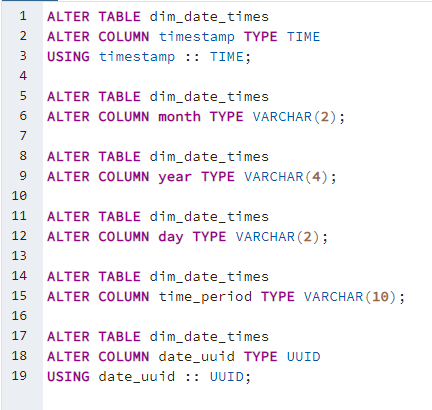 1 ALTER TABLE dim_date_times
2 ALTER COLUMN timestamp TYPE TIME
3 USING timestamp :: TIME;
4
5 ALTER TABLE dim_date_times
6 ALTER COLUMN month TYPE VARCHAR(2);
7
8 ALTER TABLE dim_date_times
9 ALTER COLUMN year TYPE VARCHAR(4);
10
11 ALTER TABLE dim_date_times
12 ALTER COLUMN day TYPE VARCHAR(2);
13
14 ALTER TABLE dim_date_times
15 ALTER COLUMN time_period TYPE VARCHAR(10);
16
17 ALTER TABLE dim_date_times
18 ALTER COLUMN date_uuid TYPE UUID
19 USING date_uuid :: UUID;